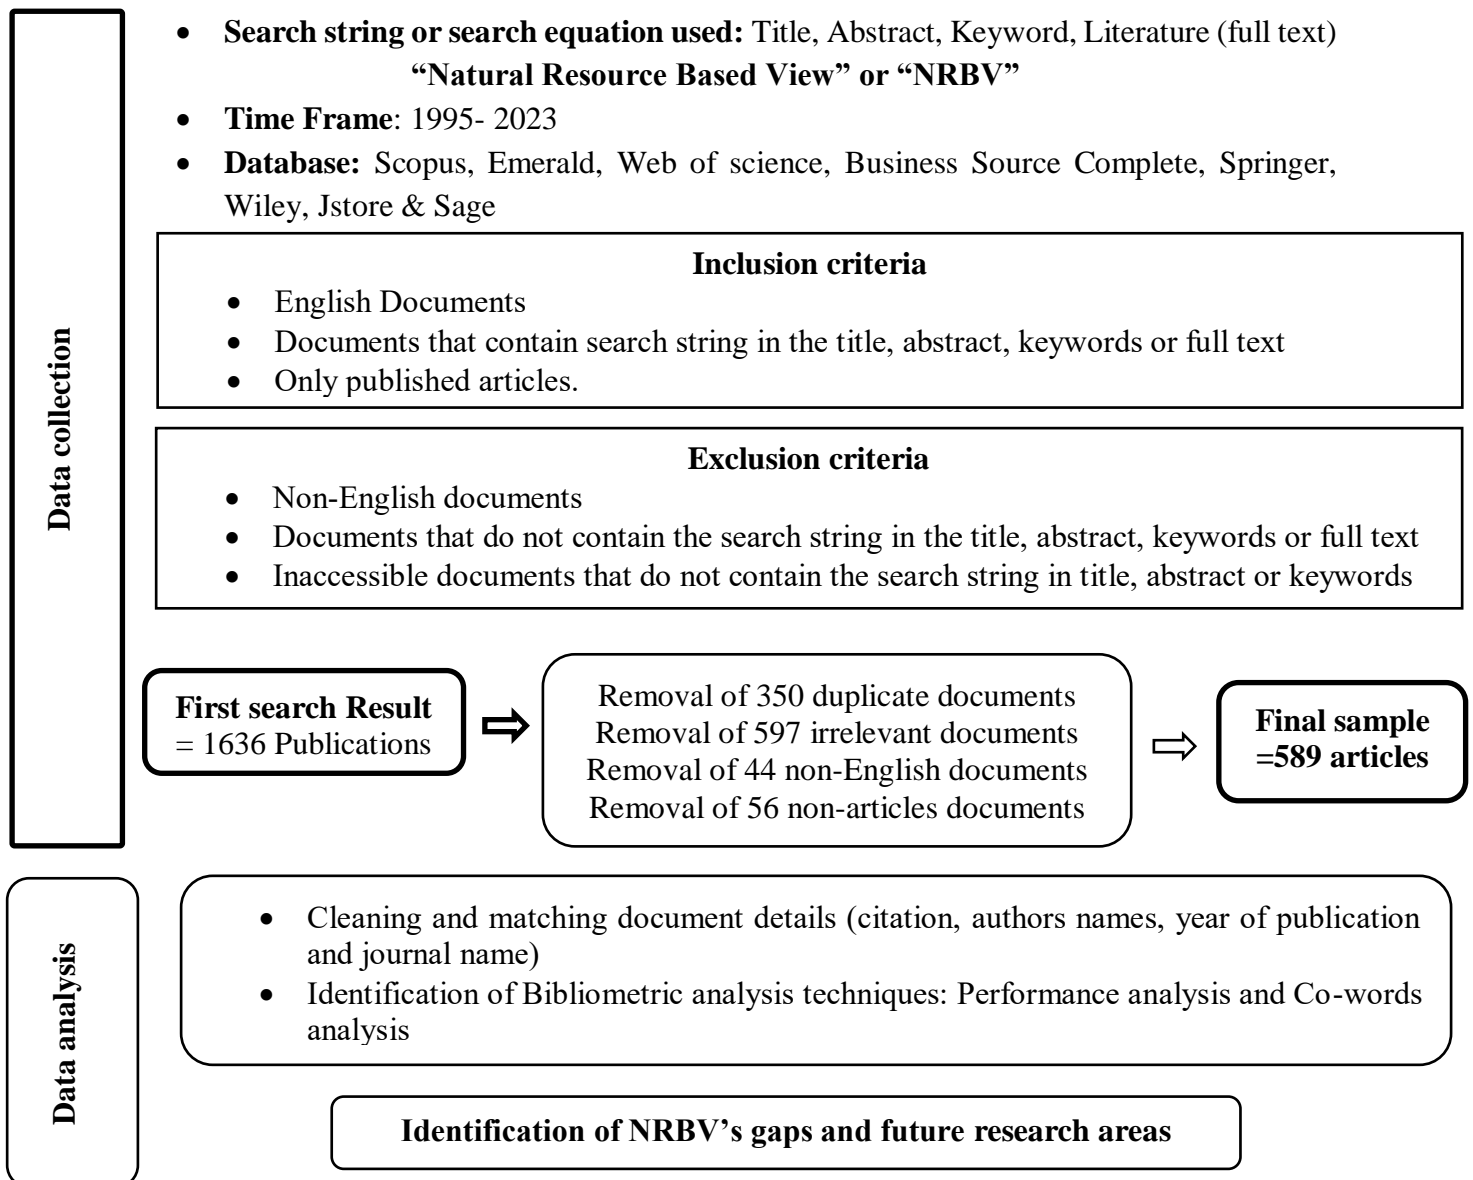 Data collection
• Search string or search equation used: Title, Abstract, Keyword, Literature (full text)
“Natural Resource Based View” or “NRBV”
• Time Frame: 1995- 2023
• Database: Scopus, Emerald, Web of science, Business Source Complete, Springer,
Wiley, Jstore & Sage
Inclusion criteria
• English Documents
• Documents that contain search string in the title, abstract, keywords or full text
• Only published articles.
Exclusion criteria
• Non-English documents
• Documents that do not contain the search string in the title, abstract, keywords or full text
• Inaccessible documents that do not contain the search string in title, abstract or keywords
First search Result
= 1636 Publications
Removal of 350 duplicate documents
Removal of 597 irrelevant documents
Removal of 44 non-English documents
Removal of 56 non-articles documents
Final sample
=589 articles
Data analysis
• Cleaning and matching document details (citation, authors names, year of publication
and journal name)
• Identification of Bibliometric analysis techniques: Performance analysis and Co-words
analysis
Identification of NRBV’s gaps and future research areas